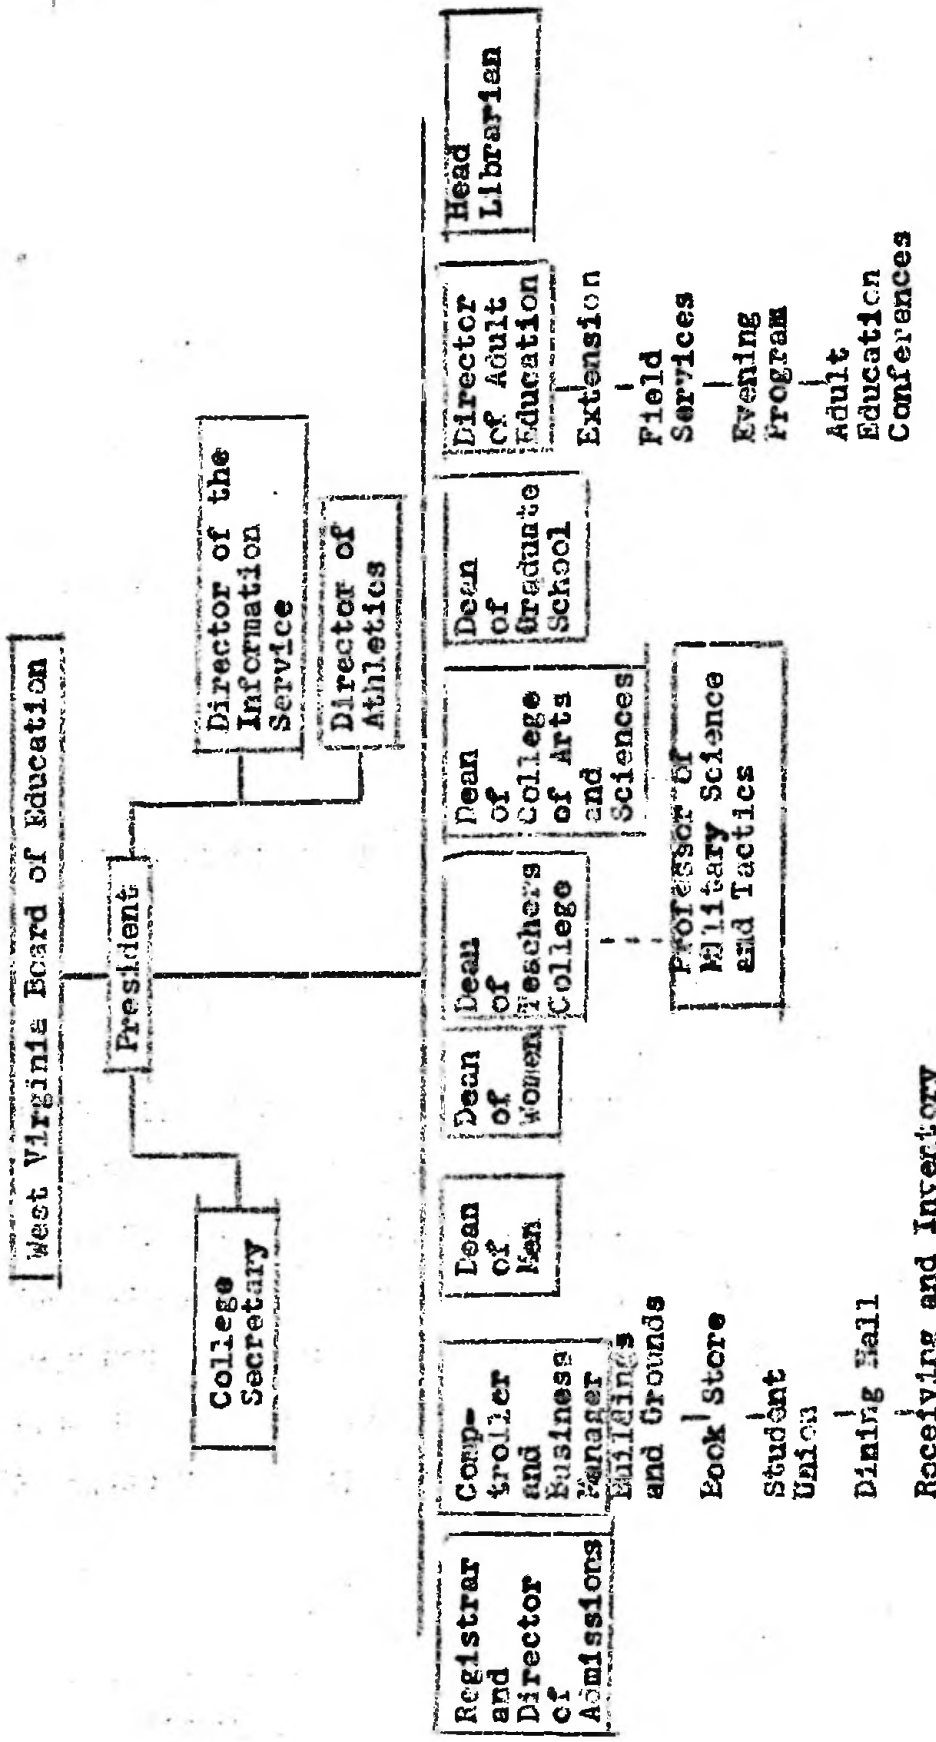 West Virginia Board of Education
President
College
Secretary
Director of the
Information
Service
Director of
Athletics
Registrar
and
Director
of
Admissions
Comp-
troller
and
Business
Manager
Buildings
and Grounds
Book Store
Student
Union
Dining Hall
Receiving and Inventory
Dean
of
Men
Dean
of
Women
Dean
of
Teachers
College
Dean
of
College
of Arts
and
Sciences
Professor of
Military Science
and Tactics
Dean
of
Graduate
School
Director
of Adult
Education
Extension
Field
Services
Evening
Program
Adult
Education
Conferences
Head
Librarian